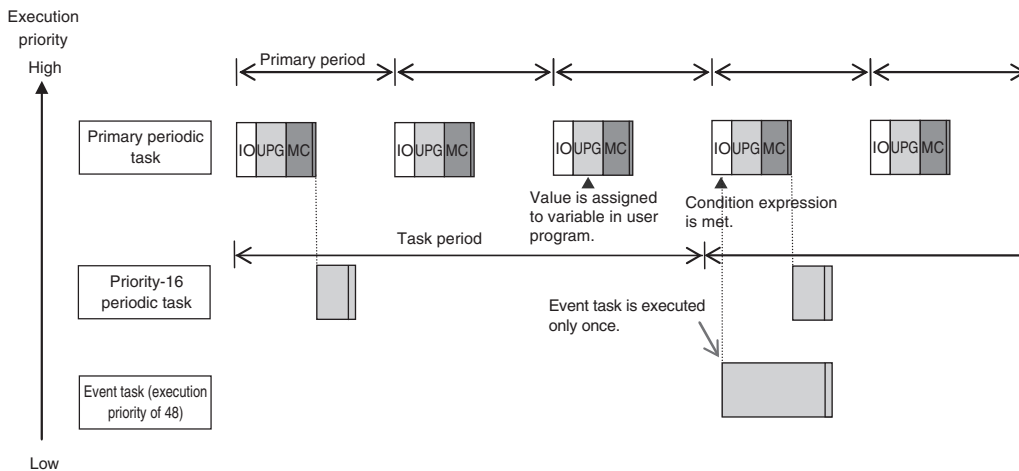 Execution
priority
High
Primary period
Primary periodic
task
IO UPG MC
IO UPG MC
IO UPG MC
IO UPG MC
IO UPG MC
Value is assigned
to variable in user
program.
Condition expression
is met.
Task period
Priority-16
periodic task
Event task is executed
only once.
Event task (execution
priority of 48)
Low